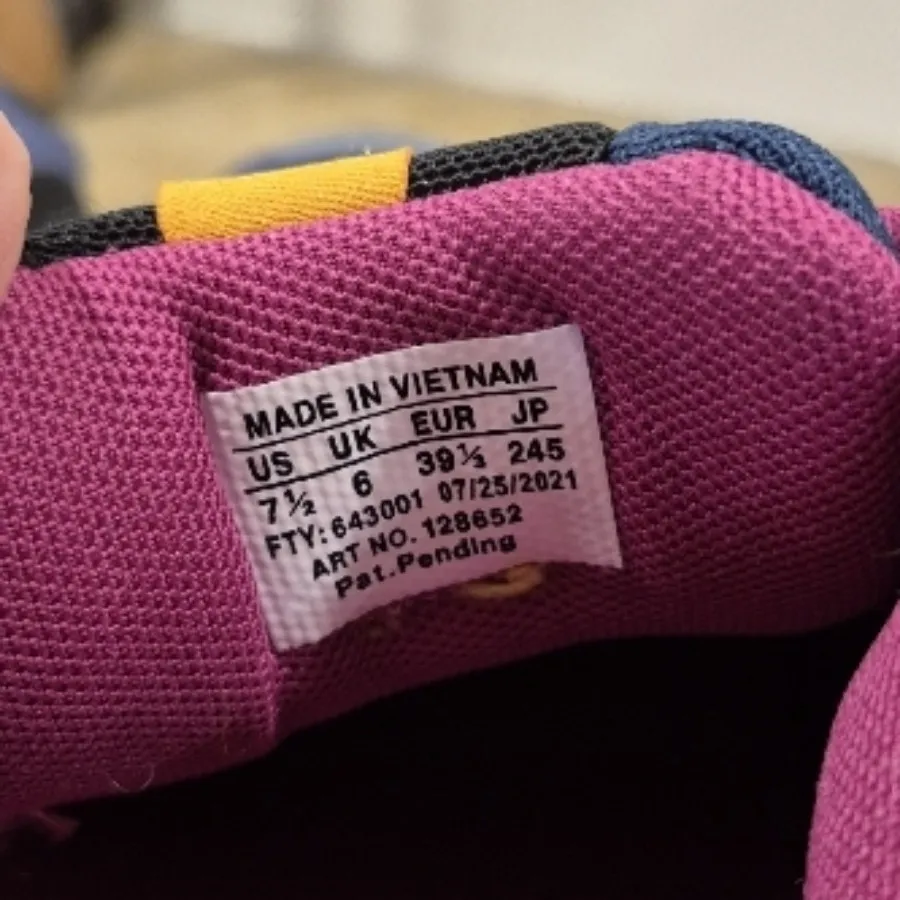 MADE IN VIETNAM
US UK EUR JP
7½ 6 39⅓ 245
FTY: 643001 07/25/2021
ART NO. 128652
Pat. Pending